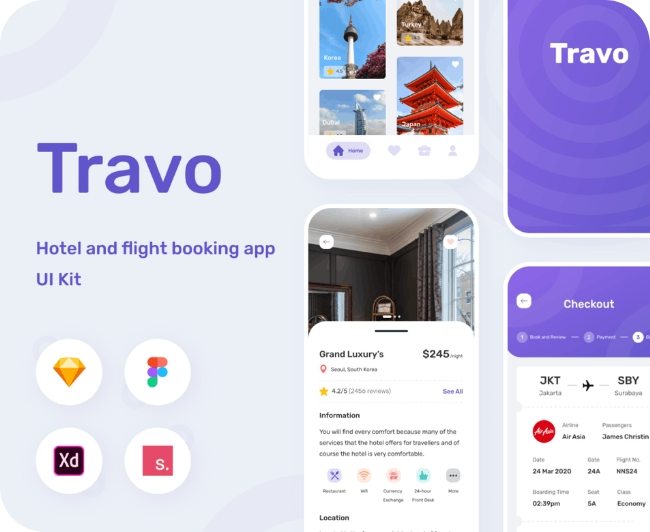 Travo
Hotel and flight booking app
UI Kit
Xd
s.
Korea
4.5
Turkey
4.3
Dubai
Japan
Home
Travo
Grand Luxury's
$245/night
Seoul, South Korea
4.2/5 (2456 reviews)
See All
Information
You will find every comfort because many of the
services that the hotel offers for travellers and of
course the hotel is very comfortable.
Restaurant
Wifi
Currency
Exchange
24-hour
Front Desk
More
Location
Checkout
1 Book and Review
2 Payment
3
JKT
SBY
Jakarta
Surabaya
AirAsia
Airline
Passengers
Air Asia
James Christin
Date
Gate
Flight No.
24 Mar 2020
24A
NNS24
Boarding Time
Seat
Class
02:39pm
5A
Economy